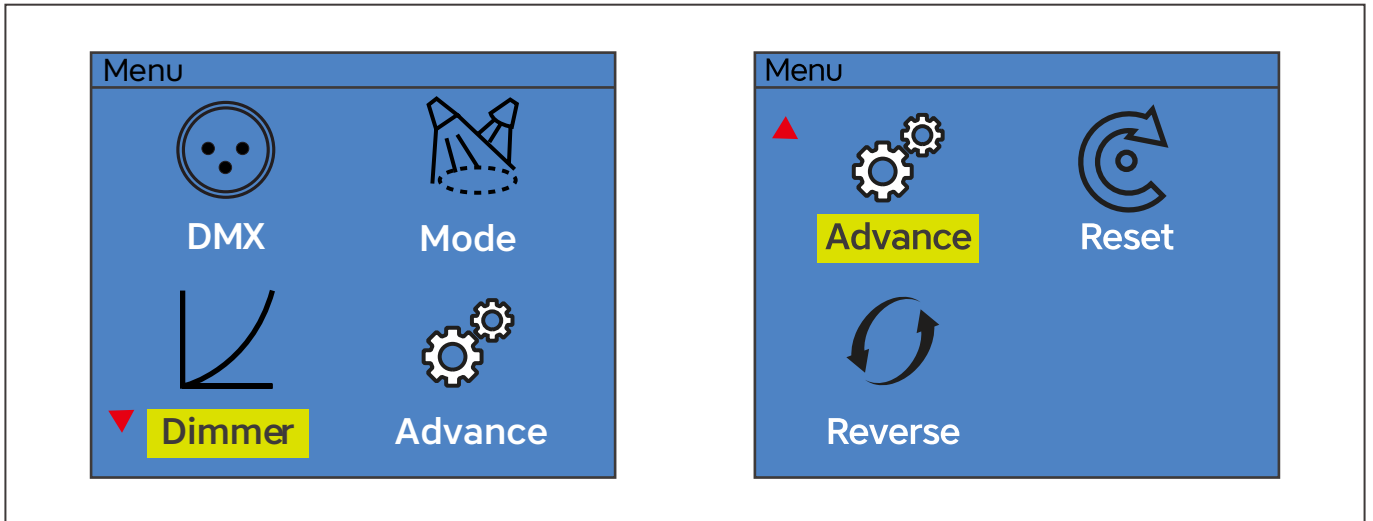 Menu
DMX
Mode
Dimmer
Advance
Menu
Advance
Reset
Reverse